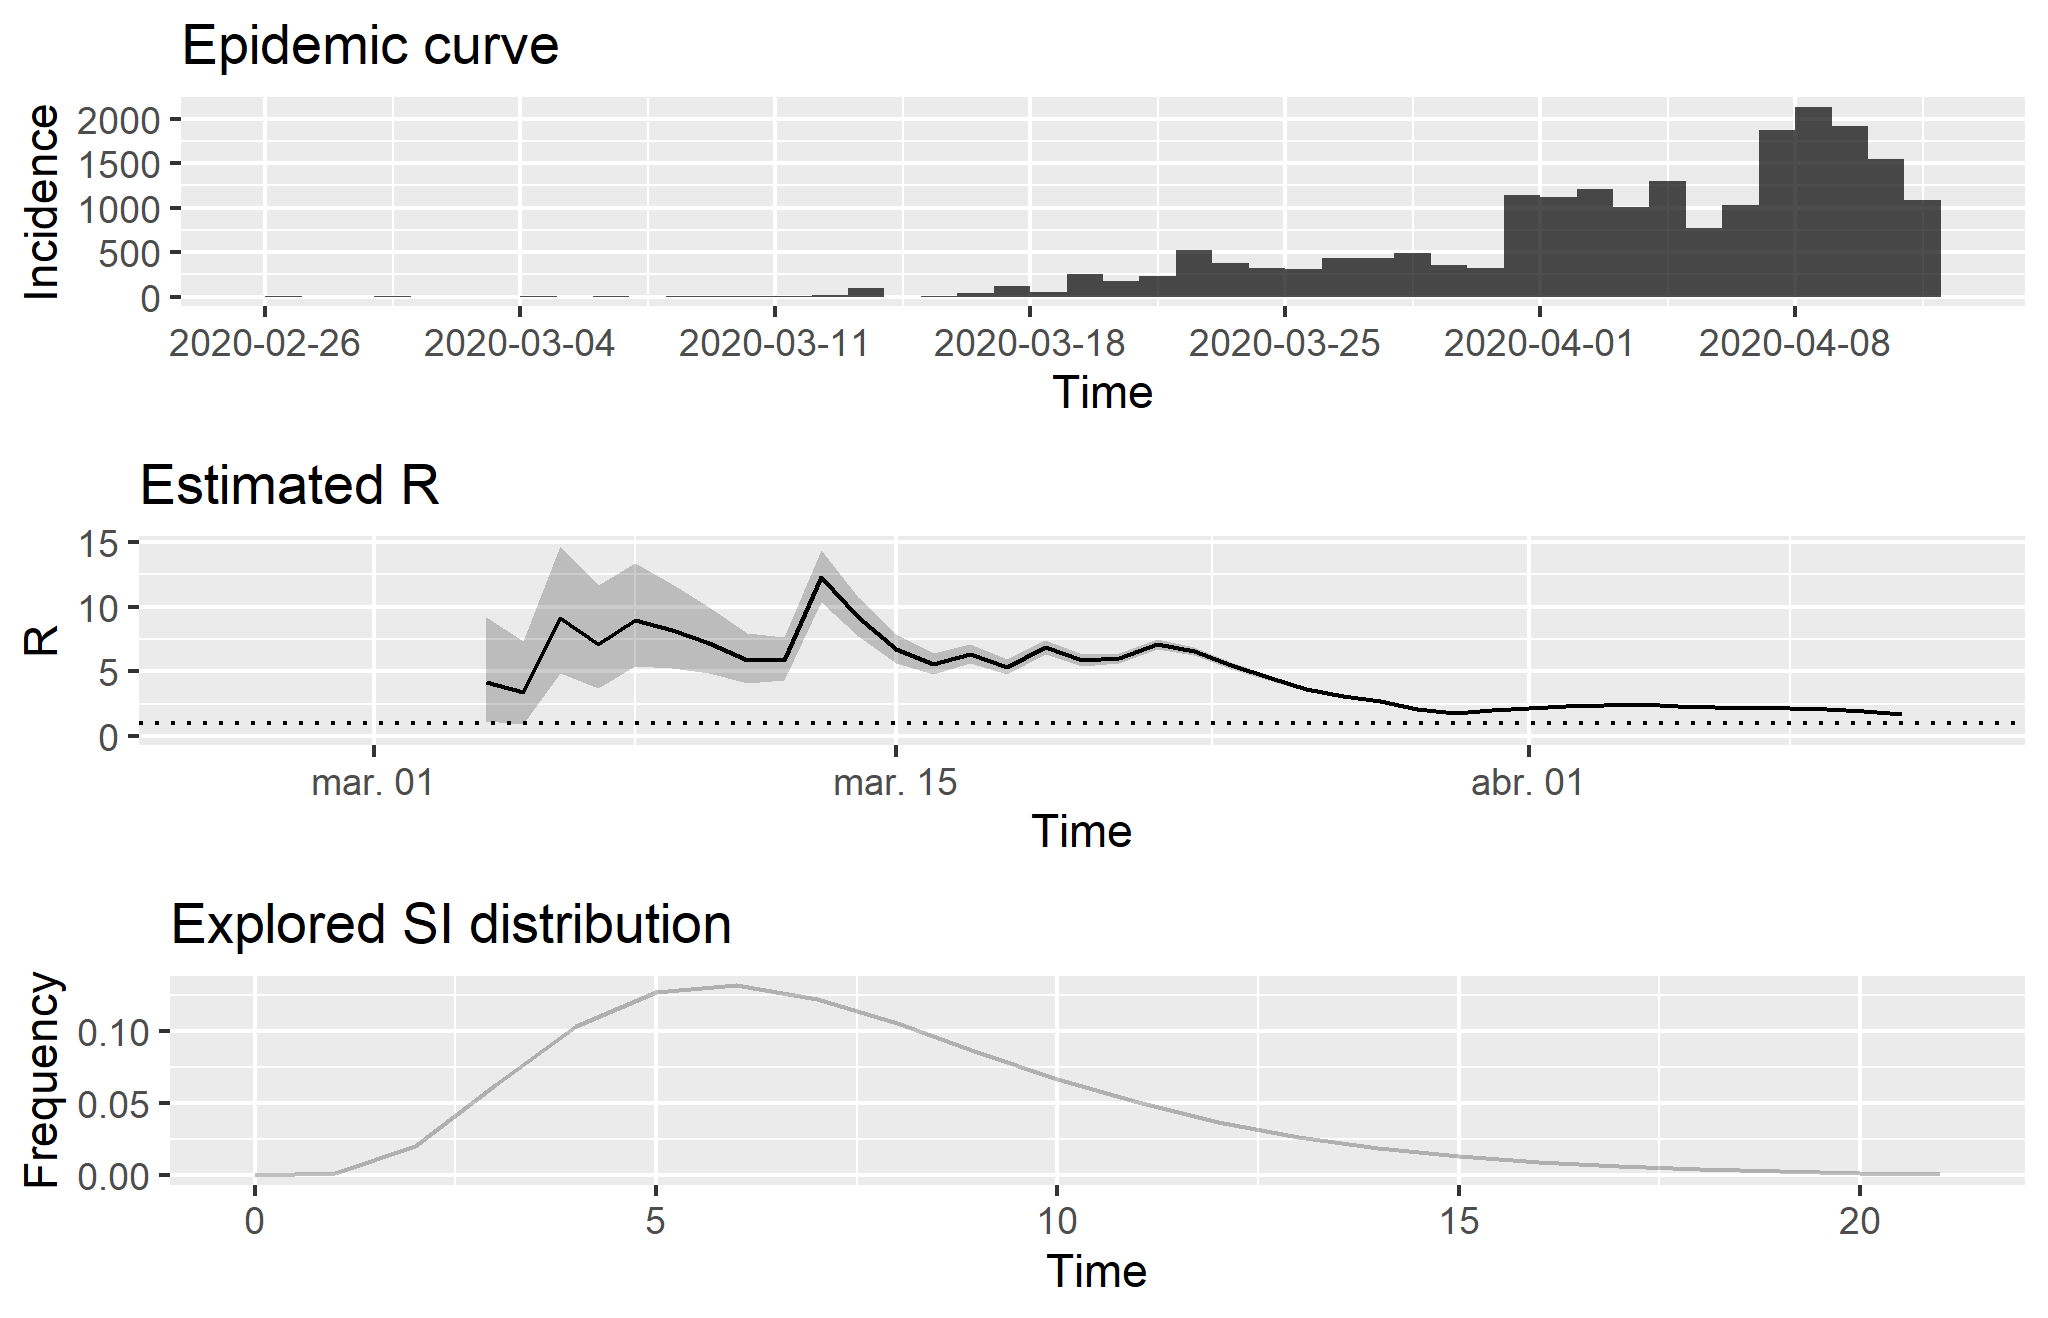 Epidemic curve
Incidence
2000
1500
1000
500
0
2020-02-26 2020-03-04 2020-03-11 2020-03-18 2020-03-25 2020-04-01 2020-04-08
Time
Estimated R
R
15
10
5
0
mar. 01 mar. 15 abr. 01
Time
Explored SI distribution
Frequency
0.10
0.05
0.00
0 5 10 15 20
Time